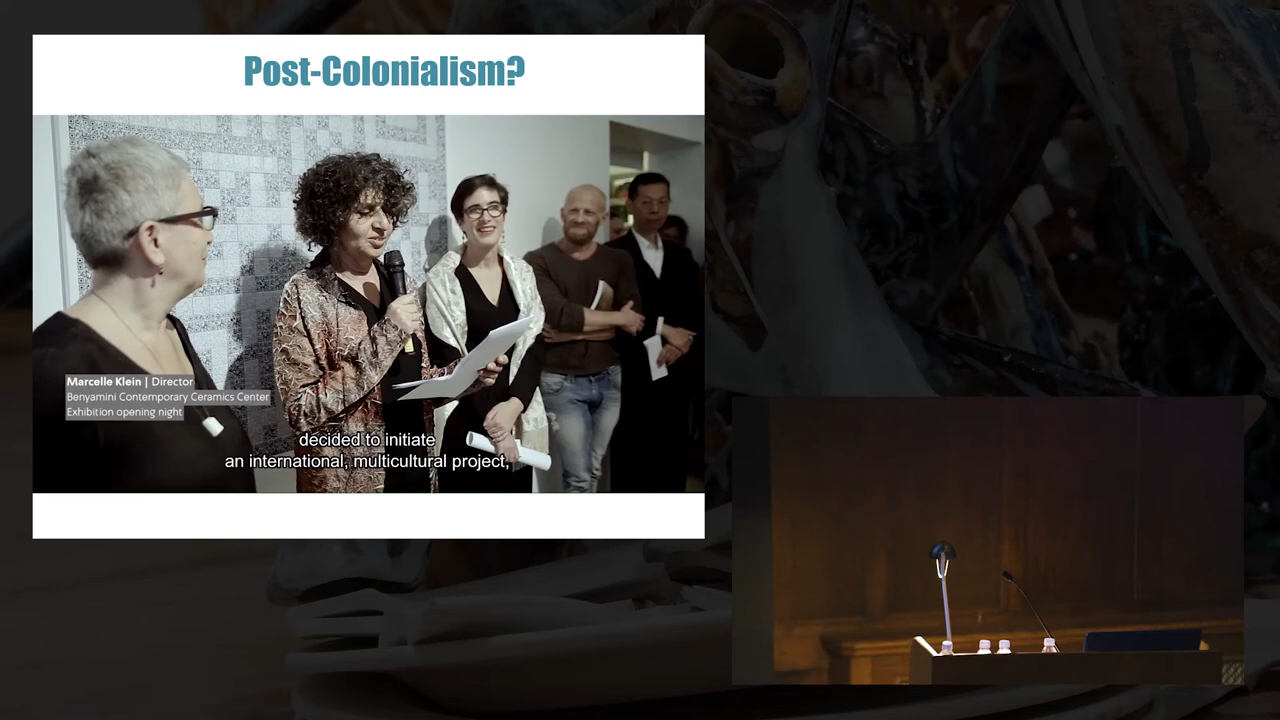 Post-Colonialism?
Marcelle Klein | Director
Benyamini Contemporary Ceramics Center
Exhibition opening night
decided to initiate
an international, multicultural project,